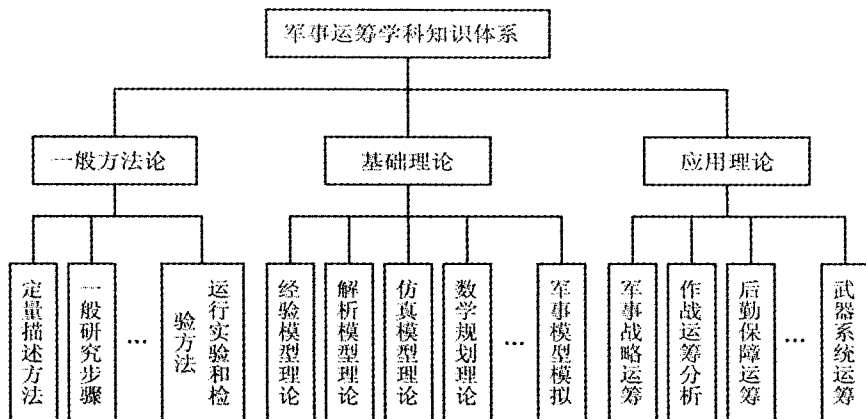 军事运筹学科知识体系
一般方法论
基础理论
应用理论
定量描述方法
一般研究步骤
…
运行实验和检
验方法
经验模型理论
解析模型理论
仿真模型理论
数学规划理论
…
军事模型模拟
军事战略运筹
作战运筹分析
后勤保障运筹
…
武器系统运筹